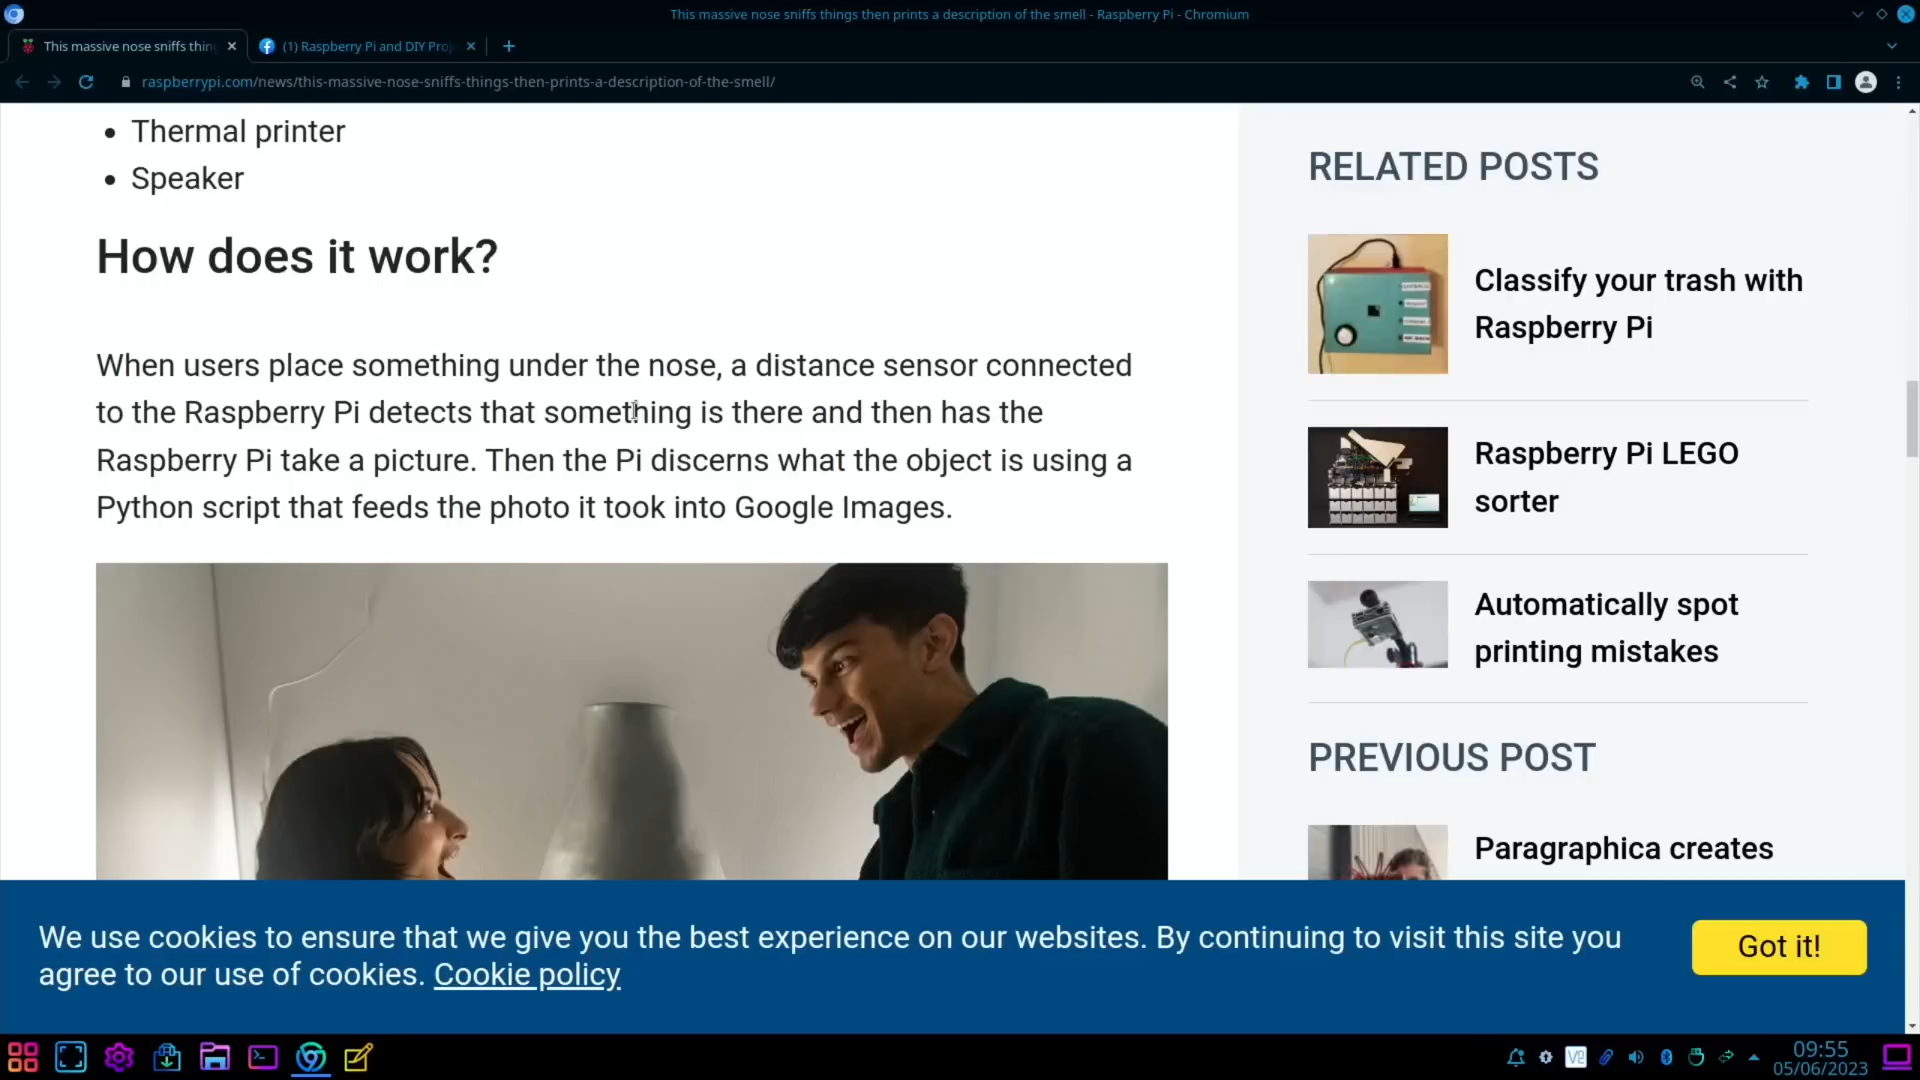 This massive nose sniffs things then prints a description of the smell - Raspberry Pi - Chromium
This massive nose sniffs thin
(1) Raspberry Pi and DIY Proj
raspberrypi.com/news/this-massive-nose-sniffs-things-then-prints-a-description-of-the-smell/
• Thermal printer
• Speaker
How does it work?
When users place something under the nose, a distance sensor connected
to the Raspberry Pi detects that something is there and then has the
Raspberry Pi take a picture. Then the Pi discerns what the object is using a
Python script that feeds the photo it took into Google Images.
RELATED POSTS
Classify your trash with
Raspberry Pi
Raspberry Pi LEGO
sorter
Automatically spot
printing mistakes
PREVIOUS POST
Paragraphica creates
We use cookies to ensure that we give you the best experience on our websites. By continuing to visit this site you
agree to our use of cookies. Cookie policy
Got it!
09:55
05/06/2023